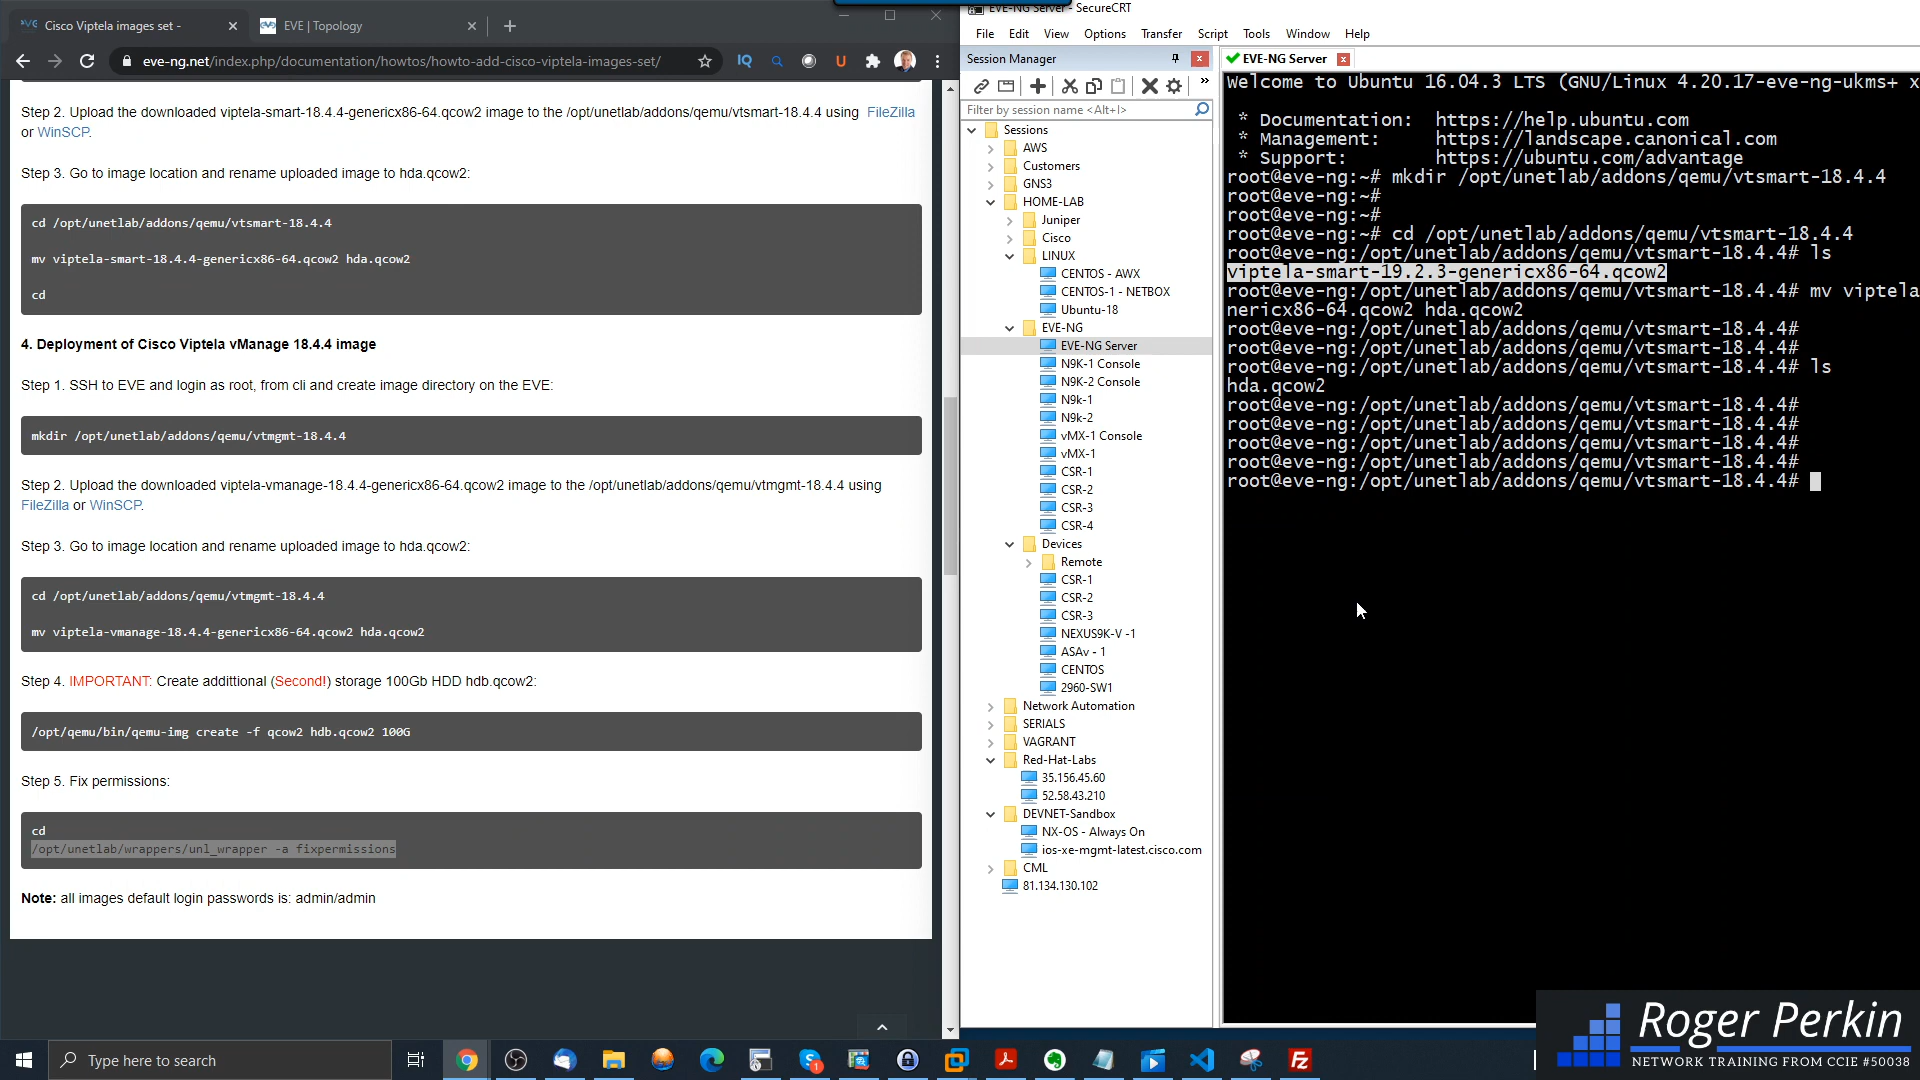 Cisco Viptela images set -
EVE | Topology
eve-ng.net/index.php/documentation/howtos/howto-add-cisco-viptela-images-set/
Step 2. Upload the downloaded viptela-smart-18.4.4-genericx86-64.qcow2 image to the /opt/unetlab/addons/qemu/vtsmart-18.4.4 using FileZilla
or WinSCP.
Step 3. Go to image location and rename uploaded image to hda.qcow2:
cd /opt/unetlab/addons/qemu/vtsmart-18.4.4
mv viptela-smart-18.4.4-genericx86-64.qcow2 hda.qcow2
cd
4. Deployment of Cisco Viptela vManage 18.4.4 image
Step 1. SSH to EVE and login as root, from cli and create image directory on the EVE:
mkdir /opt/unetlab/addons/qemu/vtmgmt-18.4.4
Step 2. Upload the downloaded viptela-vmanage-18.4.4-genericx86-64.qcow2 image to the /opt/unetlab/addons/qemu/vtmgmt-18.4.4 using
FileZilla or WinSCP.
Step 3. Go to image location and rename uploaded image to hda.qcow2:
cd /opt/unetlab/addons/qemu/vtmgmt-18.4.4
mv viptela-vmanage-18.4.4-genericx86-64.qcow2 hda.qcow2
Step 4. IMPORTANT: Create addittional (Second!) storage 100Gb HDD hdb.qcow2:
/opt/qemu/bin/qemu-img create -f qcow2 hdb.qcow2 100G
Step 5. Fix permissions:
cd
/opt/unetlab/wrappers/unl_wrapper -a fixpermissions
Note: all images default login passwords is: admin/admin
EVE-NG Server - SecureCRT
File Edit View Options Transfer Script Tools Window Help
Session Manager
Filter by session name <Alt+I>
Sessions
AWS
Customers
GNS3
HOME-LAB
Juniper
Cisco
LINUX
CENTOS - AWX
CENTOS-1 - NETBOX
Ubuntu-18
EVE-NG
EVE-NG Server
N9K-1 Console
N9K-2 Console
N9k-1
N9k-2
vMX-1 Console
vMX-1
CSR-1
CSR-2
CSR-3
CSR-4
Devices
Remote
CSR-1
CSR-2
CSR-3
NEXUS9K-V -1
ASAv - 1
CENTOS
2960-SW1
Network Automation
SERIALS
VAGRANT
Red-Hat-Labs
35.156.45.60
52.58.43.210
DEVNET-Sandbox
NX-OS - Always On
ios-xe-mgmt-latest.cisco.com
CML
81.134.130.102
EVE-NG Server
Welcome to Ubuntu 16.04.3 LTS (GNU/Linux 4.20.17-eve-ng-ukms+ x
* Documentation: https://help.ubuntu.com
* Management: https://landscape.canonical.com
* Support: https://ubuntu.com/advantage
root@eve-ng:~# mkdir /opt/unetlab/addons/qemu/vtsmart-18.4.4
root@eve-ng:~#
root@eve-ng:~#
root@eve-ng:~# cd /opt/unetlab/addons/qemu/vtsmart-18.4.4
root@eve-ng:/opt/unetlab/addons/qemu/vtsmart-18.4.4# ls
viptela-smart-19.2.3-genericx86-64.qcow2
root@eve-ng:/opt/unetlab/addons/qemu/vtsmart-18.4.4# mv viptela
nericx86-64.qcow2 hda.qcow2
root@eve-ng:/opt/unetlab/addons/qemu/vtsmart-18.4.4#
root@eve-ng:/opt/unetlab/addons/qemu/vtsmart-18.4.4#
root@eve-ng:/opt/unetlab/addons/qemu/vtsmart-18.4.4# ls
hda.qcow2
root@eve-ng:/opt/unetlab/addons/qemu/vtsmart-18.4.4#
root@eve-ng:/opt/unetlab/addons/qemu/vtsmart-18.4.4#
root@eve-ng:/opt/unetlab/addons/qemu/vtsmart-18.4.4#
root@eve-ng:/opt/unetlab/addons/qemu/vtsmart-18.4.4#
root@eve-ng:/opt/unetlab/addons/qemu/vtsmart-18.4.4#
Roger Perkin
NETWORK TRAINING FROM CCIE #50038
Type here to search